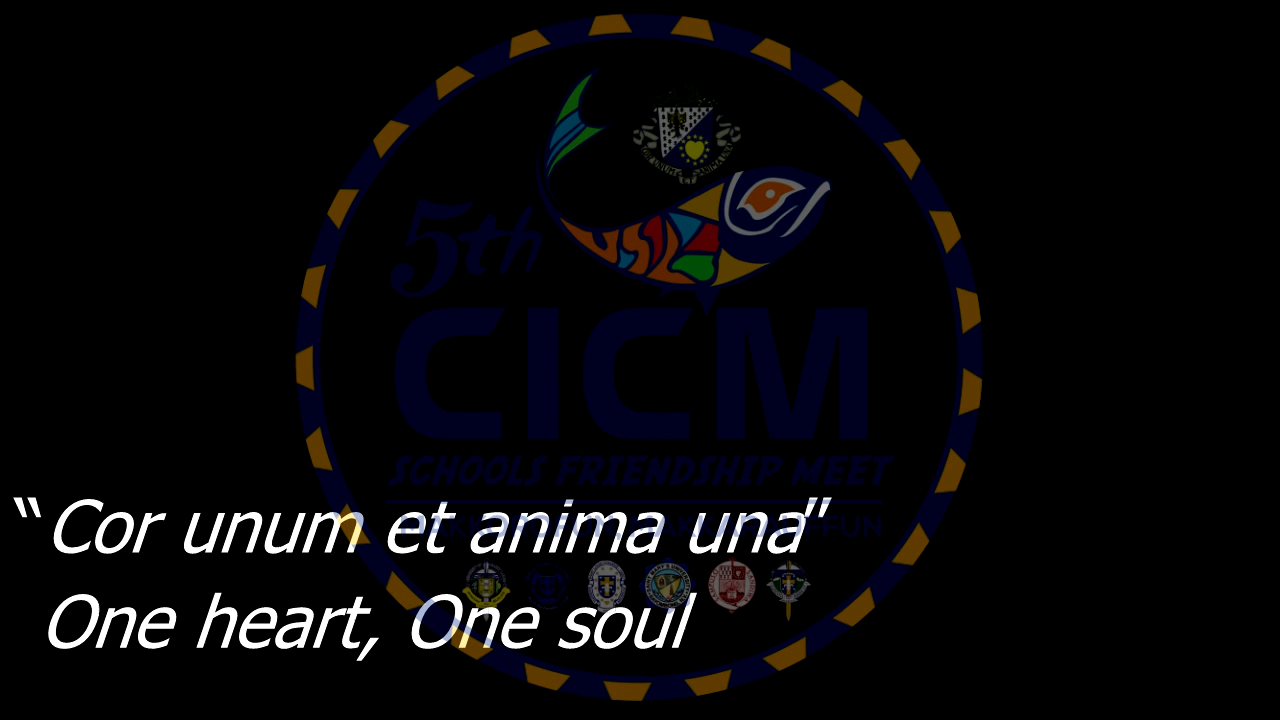 5th
CICM
SCHOOLS FRIENDSHIP MEET
“Cor unum et anima una”
One heart, One soul